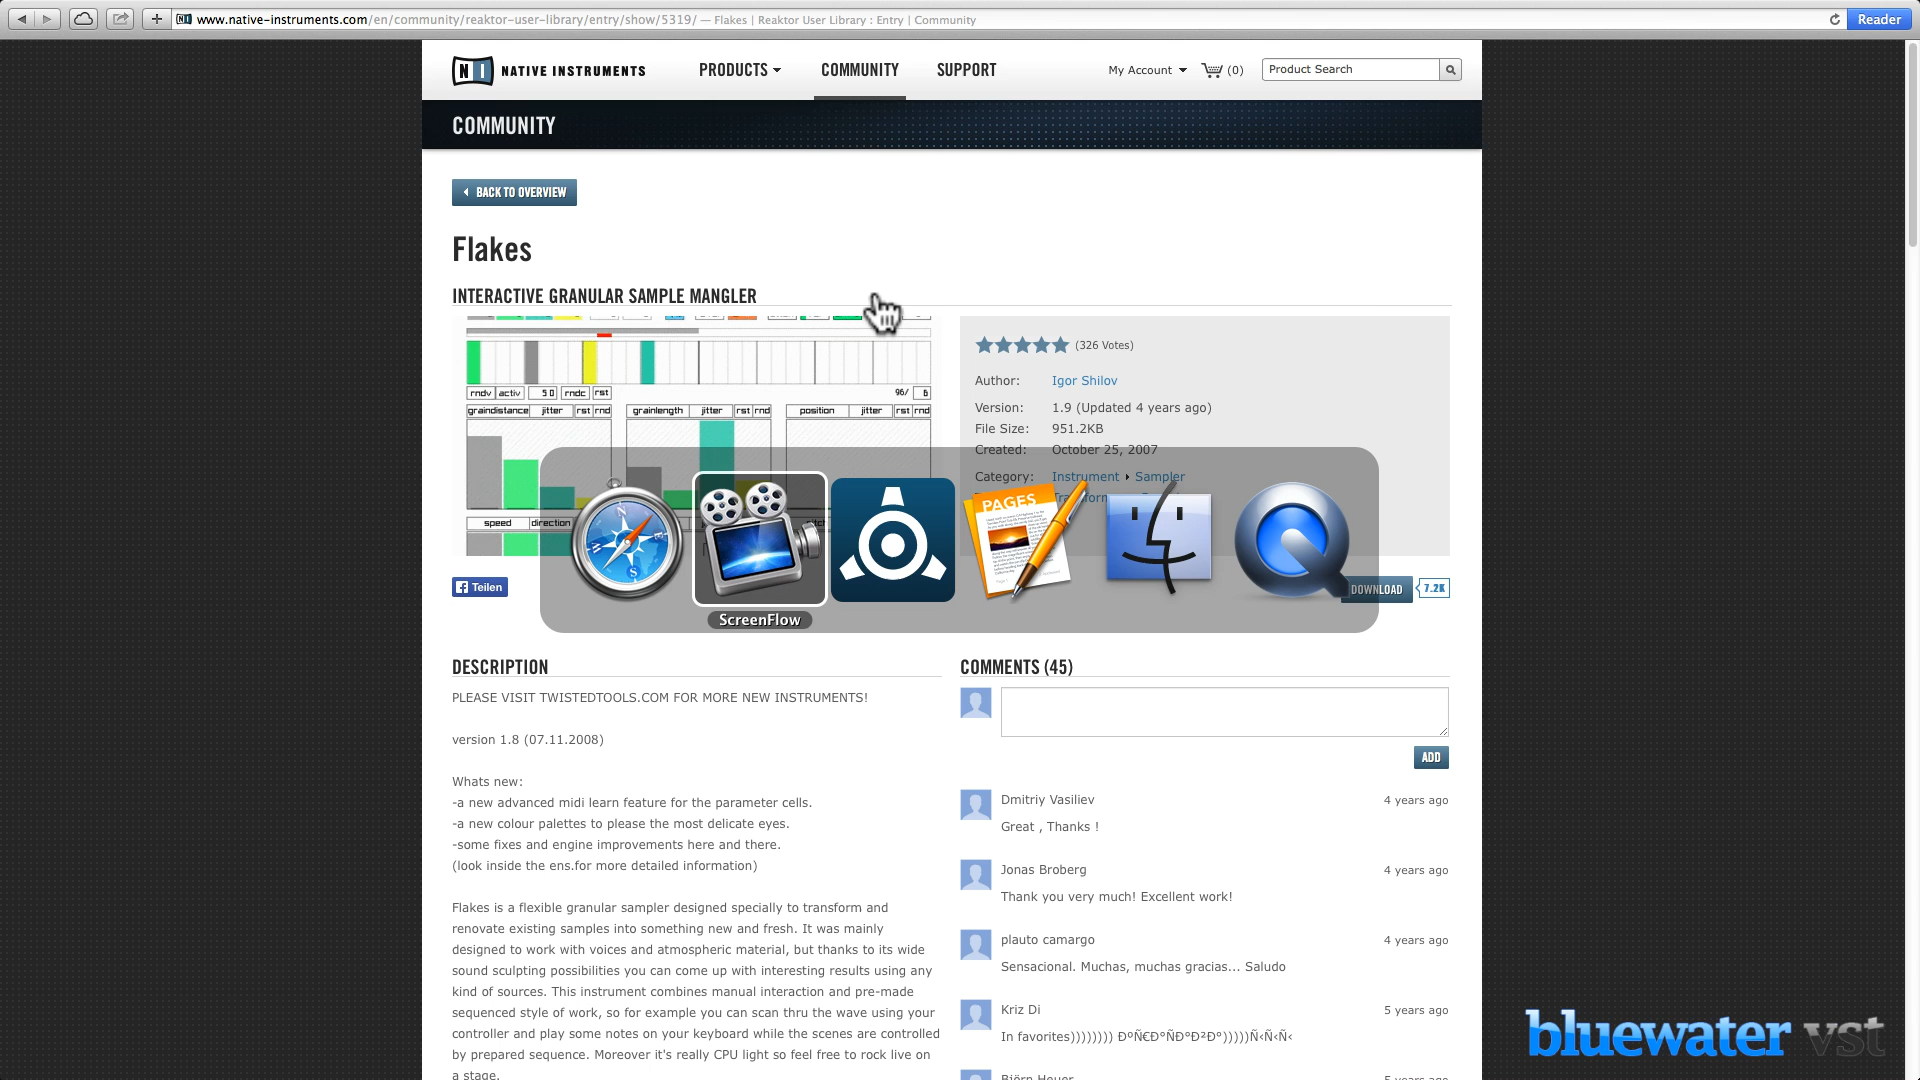 www.native-instruments.com/en/community/reaktor-user-library/entry/show/5319/ — Flakes | Reaktor User Library : Entry | Community
Reader
NI NATIVE INSTRUMENTS
PRODUCTS
COMMUNITY
SUPPORT
My Account
(0)
Product Search
COMMUNITY
BACK TO OVERVIEW
Flakes
INTERACTIVE GRANULAR SAMPLE MANGLER
rndv activ 50 rndc rst
96/ 6
graindistance jitter rst rnd
grainlength jitter rst rnd
position jitter rst rnd
speed direction
(326 Votes)
Author: Igor Shilov
Version: 1.9 (Updated 4 years ago)
File Size: 951.2KB
Created: October 25, 2007
Category: Instrument Sampler
PAGES
ScreenFlow
Teilen
DOWNLOAD
7.2K
DESCRIPTION
PLEASE VISIT TWISTEDTOOLS.COM FOR MORE NEW INSTRUMENTS!
version 1.8 (07.11.2008)
Whats new:
-a new advanced midi learn feature for the parameter cells.
-a new colour palettes to please the most delicate eyes.
-some fixes and engine improvements here and there.
(look inside the ens.for more detailed information)
Flakes is a flexible granular sampler designed specially to transform and
renovate existing samples into something new and fresh. It was mainly
designed to work with voices and atmospheric material, but thanks to its wide
sound sculpting possibilities you can come up with interesting results using any
kind of sources. This instrument combines manual interaction and pre-made
sequenced style of work, so for example you can scan thru the wave using your
controller and play some notes on your keyboard while the scenes are controlled
by prepared sequence. Moreover it's really CPU light so feel free to rock live on
a stage.
COMMENTS (45)
ADD
Dmitriy Vasiliev 4 years ago
Great , Thanks !
Jonas Broberg 4 years ago
Thank you very much! Excellent work!
plauto camargo 4 years ago
Sensacional. Muchas, muchas gracias... Saludo
Kriz Di 5 years ago
In favorites)))))))) ÐºÑ€Ð°ÑÐ°Ð²Ð°)))))Ñ‹Ñ‹Ñ‹
Björn Heuer 5 years ago
bluewater vst